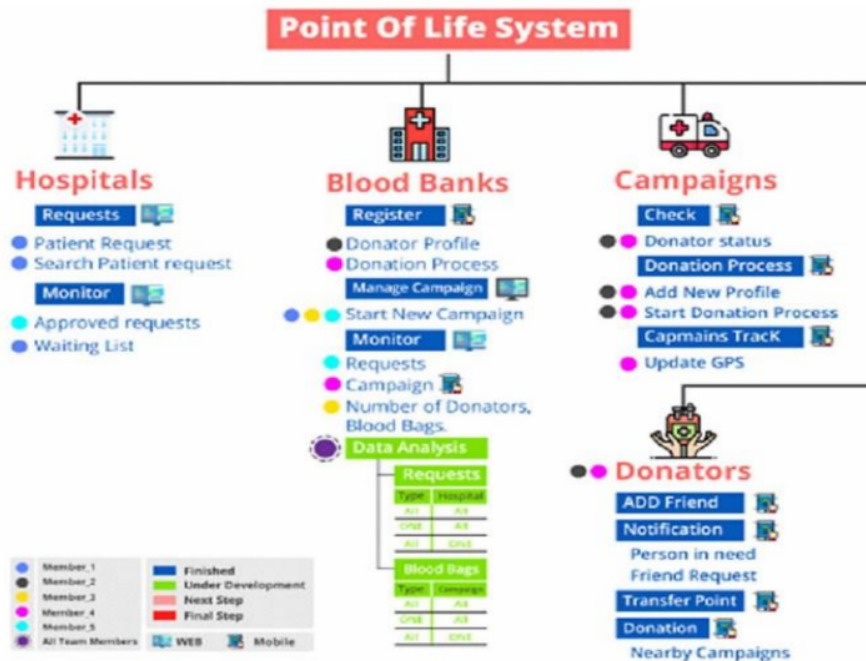 Point Of Life System
Hospitals
Requests
Patient Request
Search Patient request
Monitor
Approved requests
Waiting List
Blood Banks
Register
Donator Profile
Donation Process
Manage Campaign
Start New Campaign
Monitor
Requests
Campaign
Number of Donators,
Blood Bags.
Data Analysis
Requests
Type Hospital
All All
ONE All
All ONE
Blood Bags
Type Campaign
All All
ONE All
All ONE
Campaigns
Check
Donator status
Donation Process
Add New Profile
Start Donation Process
Capmains TracK
Update GPS
Donators
ADD Friend
Notification
Person in need
Friend Request
Transfer Point
Donation
Nearby Campaigns
Member_1
Member_2
Member_3
Member_4
Member_5
All Team Members
Finished
Under Development
Next Step
Final Step
WEB
Mobile